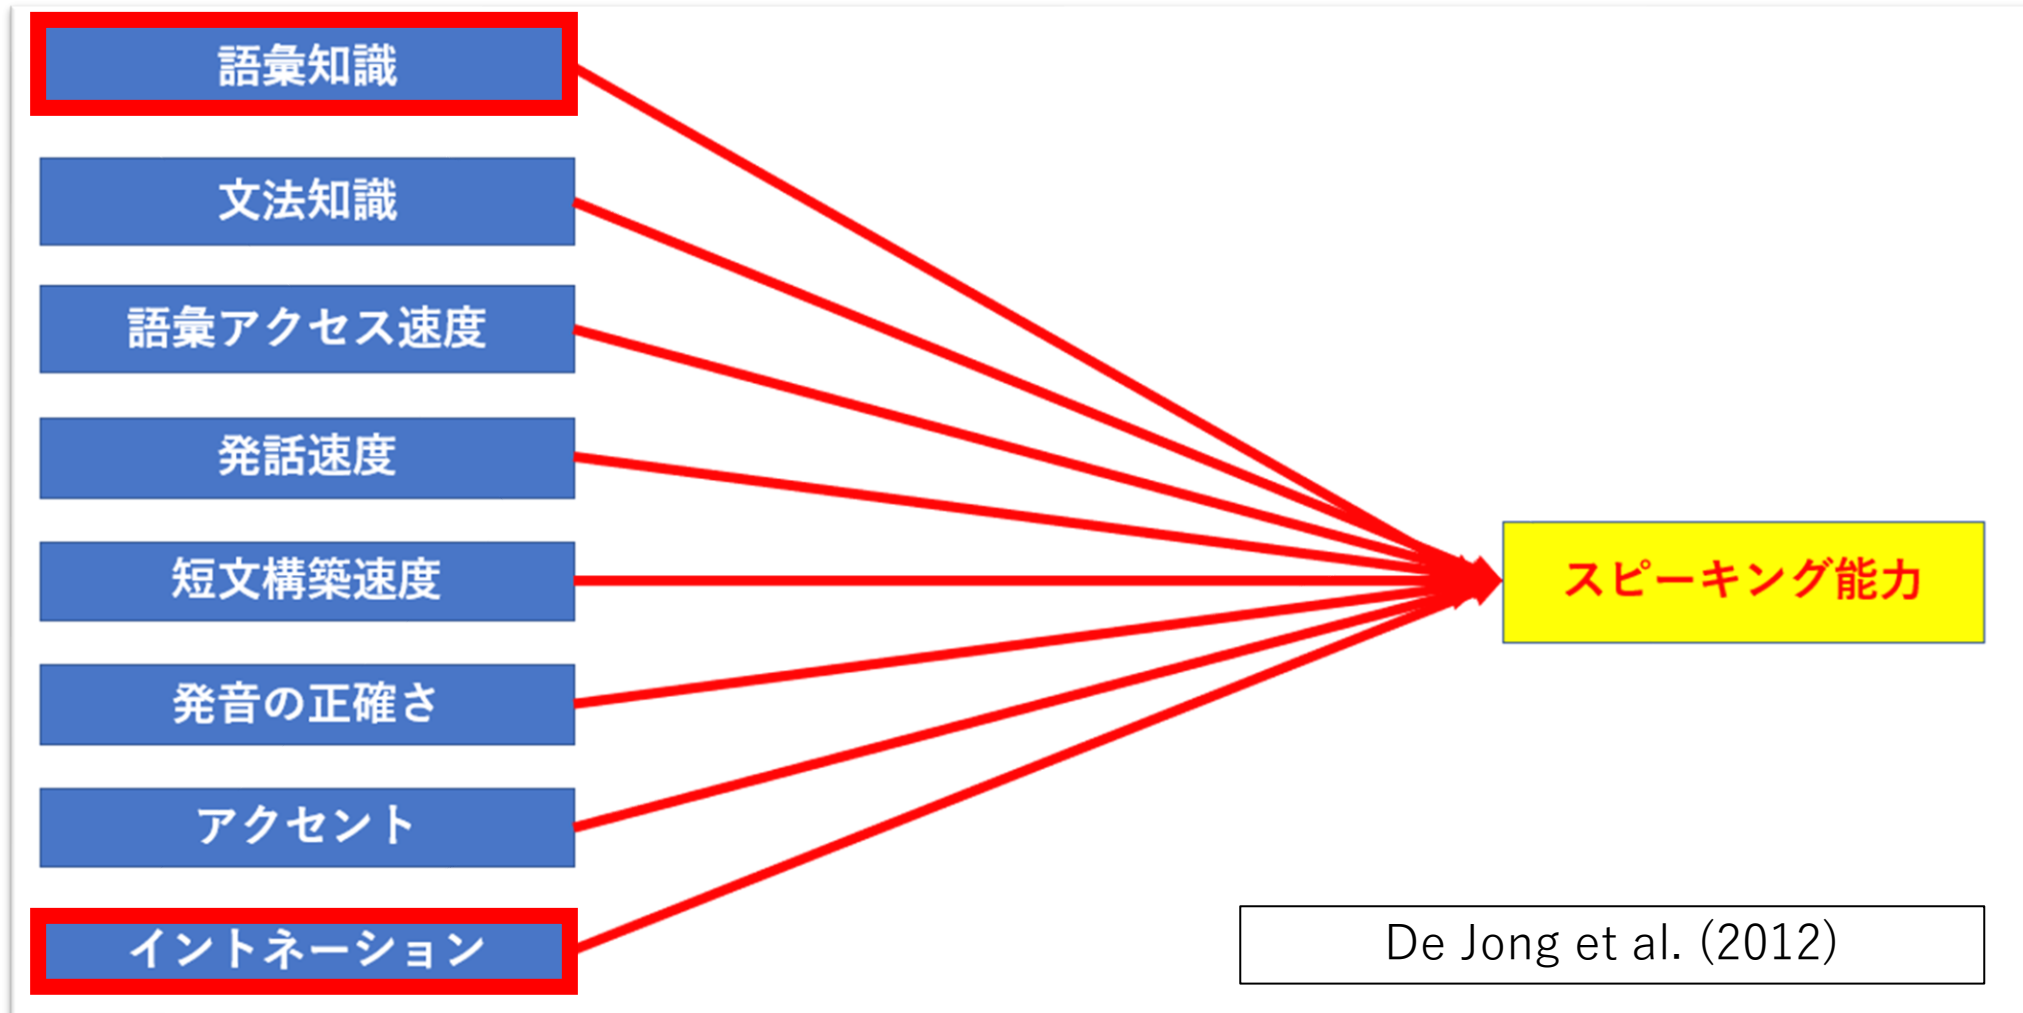 語彙知識
文法知識
語彙アクセス速度
発話速度
短文構築速度
発音の正確さ
アクセント
イントネーション
スピーキング能力
De Jong et al. (2012)